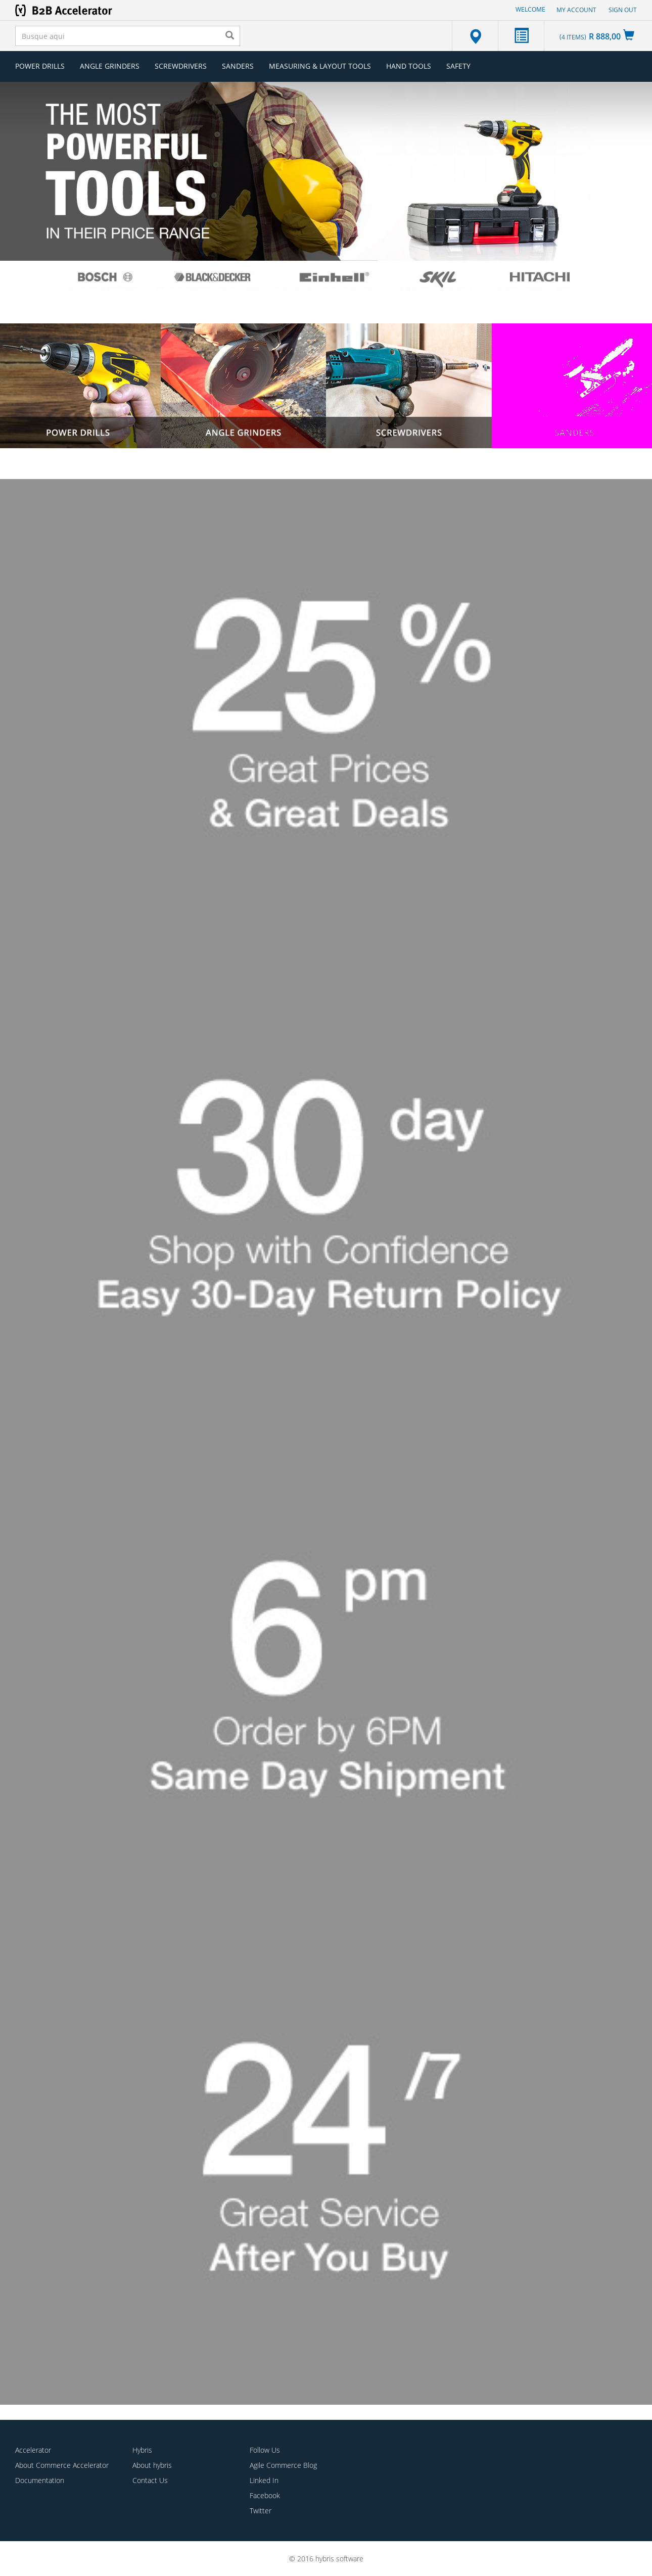 B2B Accelerator
WELCOME MY ACCOUNT SIGN OUT
Busque aqui
(4 ITEMS) R 888,00
POWER DRILLS ANGLE GRINDERS SCREWDRIVERS SANDERS MEASURING & LAYOUT TOOLS HAND TOOLS SAFETY
THE MOST
POWERFUL
TOOLS
IN THEIR PRICE RANGE
BOSCH BLACK&DECKER Einhell® SKIL HITACHI
POWER DRILLS ANGLE GRINDERS SCREWDRIVERS SANDERS
25 %
Great Prices
& Great Deals
30 day
Shop with Confidence
Easy 30-Day Return Policy
6 pm
Order by 6PM
Same Day Shipment
24 /7
Great Service
After You Buy
Accelerator Hybris Follow Us
About Commerce Accelerator About hybris Agile Commerce Blog
Documentation Contact Us Linked In
Facebook
Twitter
© 2016 hybris software